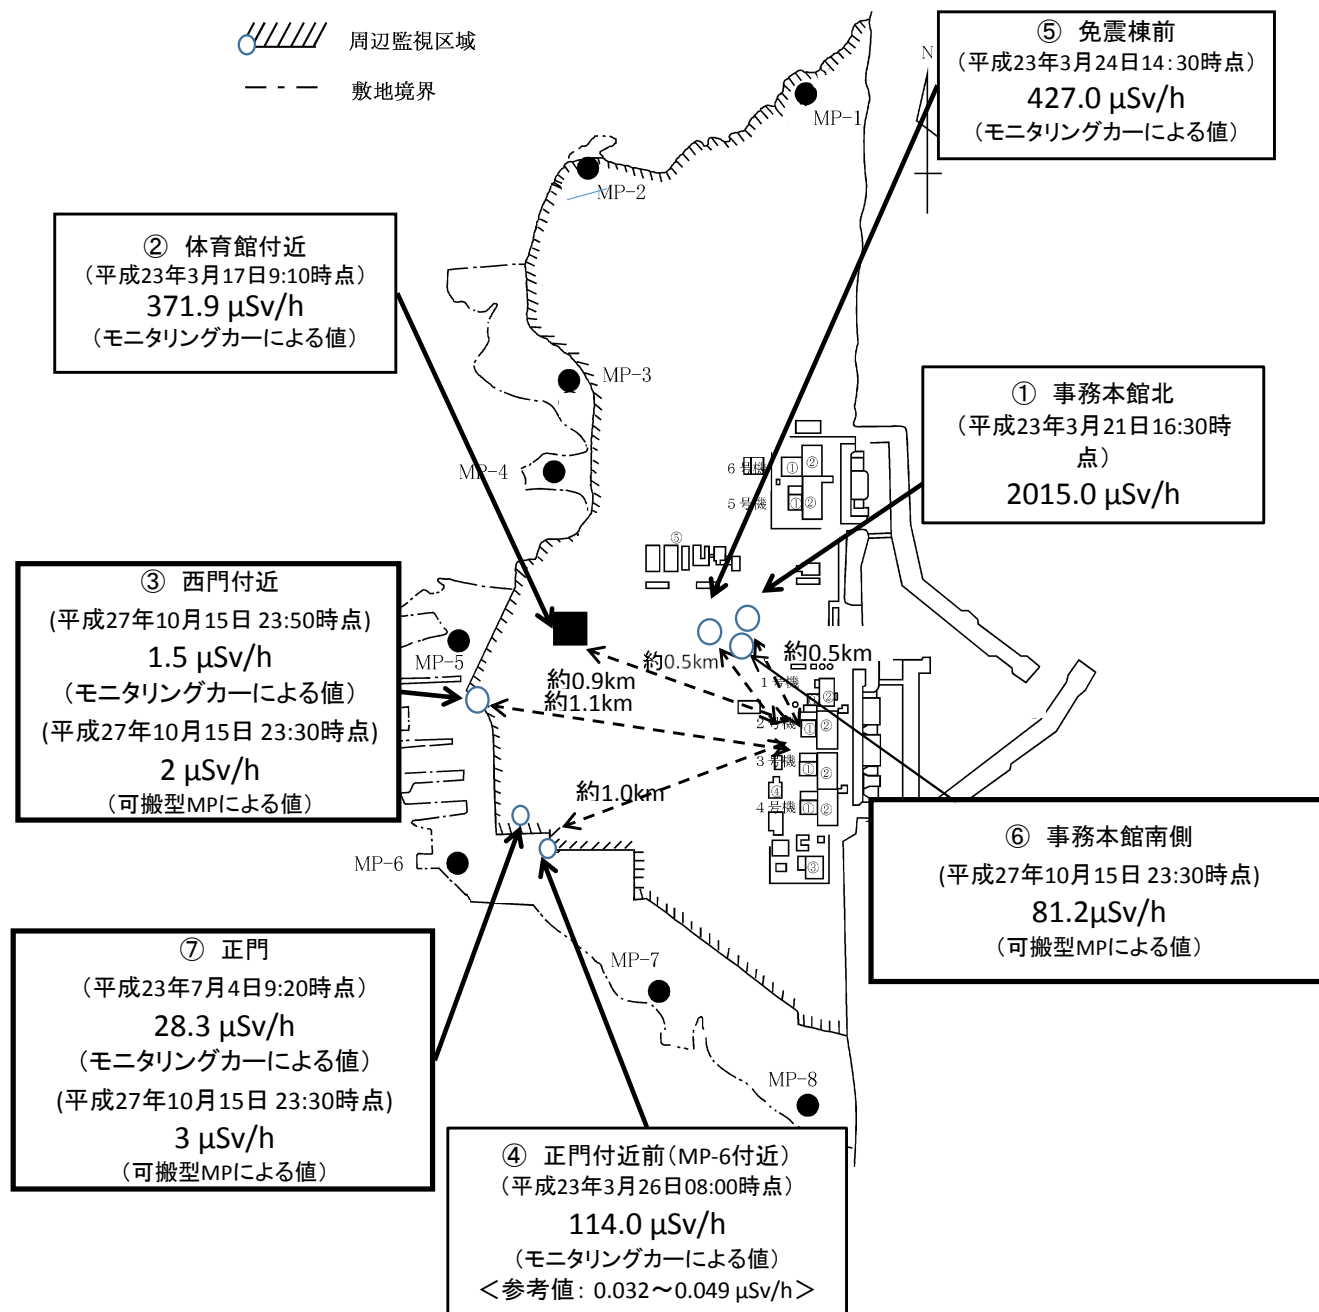 周辺監視区域
敷地境界
N
MP-1
MP-2
MP-3
MP-4
MP-5
MP-6
MP-7
MP-8
⑤ 免震棟前
(平成23年3月24日14:30時点)
427.0 μSv/h
(モニタリングカーによる値)
② 体育館付近
(平成23年3月17日9:10時点)
371.9 μSv/h
(モニタリングカーによる値)
① 事務本館北
(平成23年3月21日16:30時
点)
2015.0 μSv/h
③ 西門付近
(平成27年10月15日 23:50時点)
1.5 μSv/h
(モニタリングカーによる値)
(平成27年10月15日 23:30時点)
2 μSv/h
(可搬型MPによる値)
6号機
①
②
5号機
①
②
⑤
約0.5km
約0.5km
約0.9km
約1.1km
約1.0km
1号機
②
2号機
①
②
3号機
①
②
④
4号機
①
②
③
⑥ 事務本館南側
(平成27年10月15日 23:30時点)
81.2μSv/h
(可搬型MPによる値)
⑦ 正門
(平成23年7月4日9:20時点)
28.3 μSv/h
(モニタリングカーによる値)
(平成27年10月15日 23:30時点)
3 μSv/h
(可搬型MPによる値)
④ 正門付近前(MP-6付近)
(平成23年3月26日08:00時点)
114.0 μSv/h
(モニタリングカーによる値)
<参考値: 0.032～0.049 μSv/h>